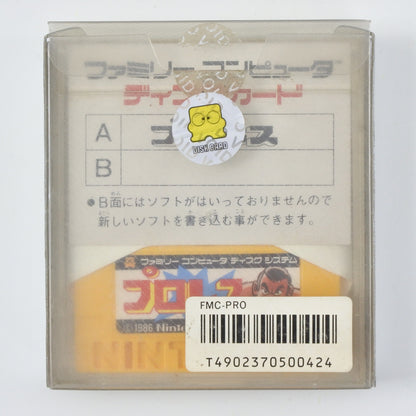 ファミリー コンピュータ
ディスクカード
DISK CARD
A プロレス
B
●B面にはソフトがはいっておりませんので
新しいソフトを書き込む事ができます。
ファミリー コンピュータ ディスク システム
プロレス
© 1986 Nintendo
FMC-PRO
T4902370500424
NINT